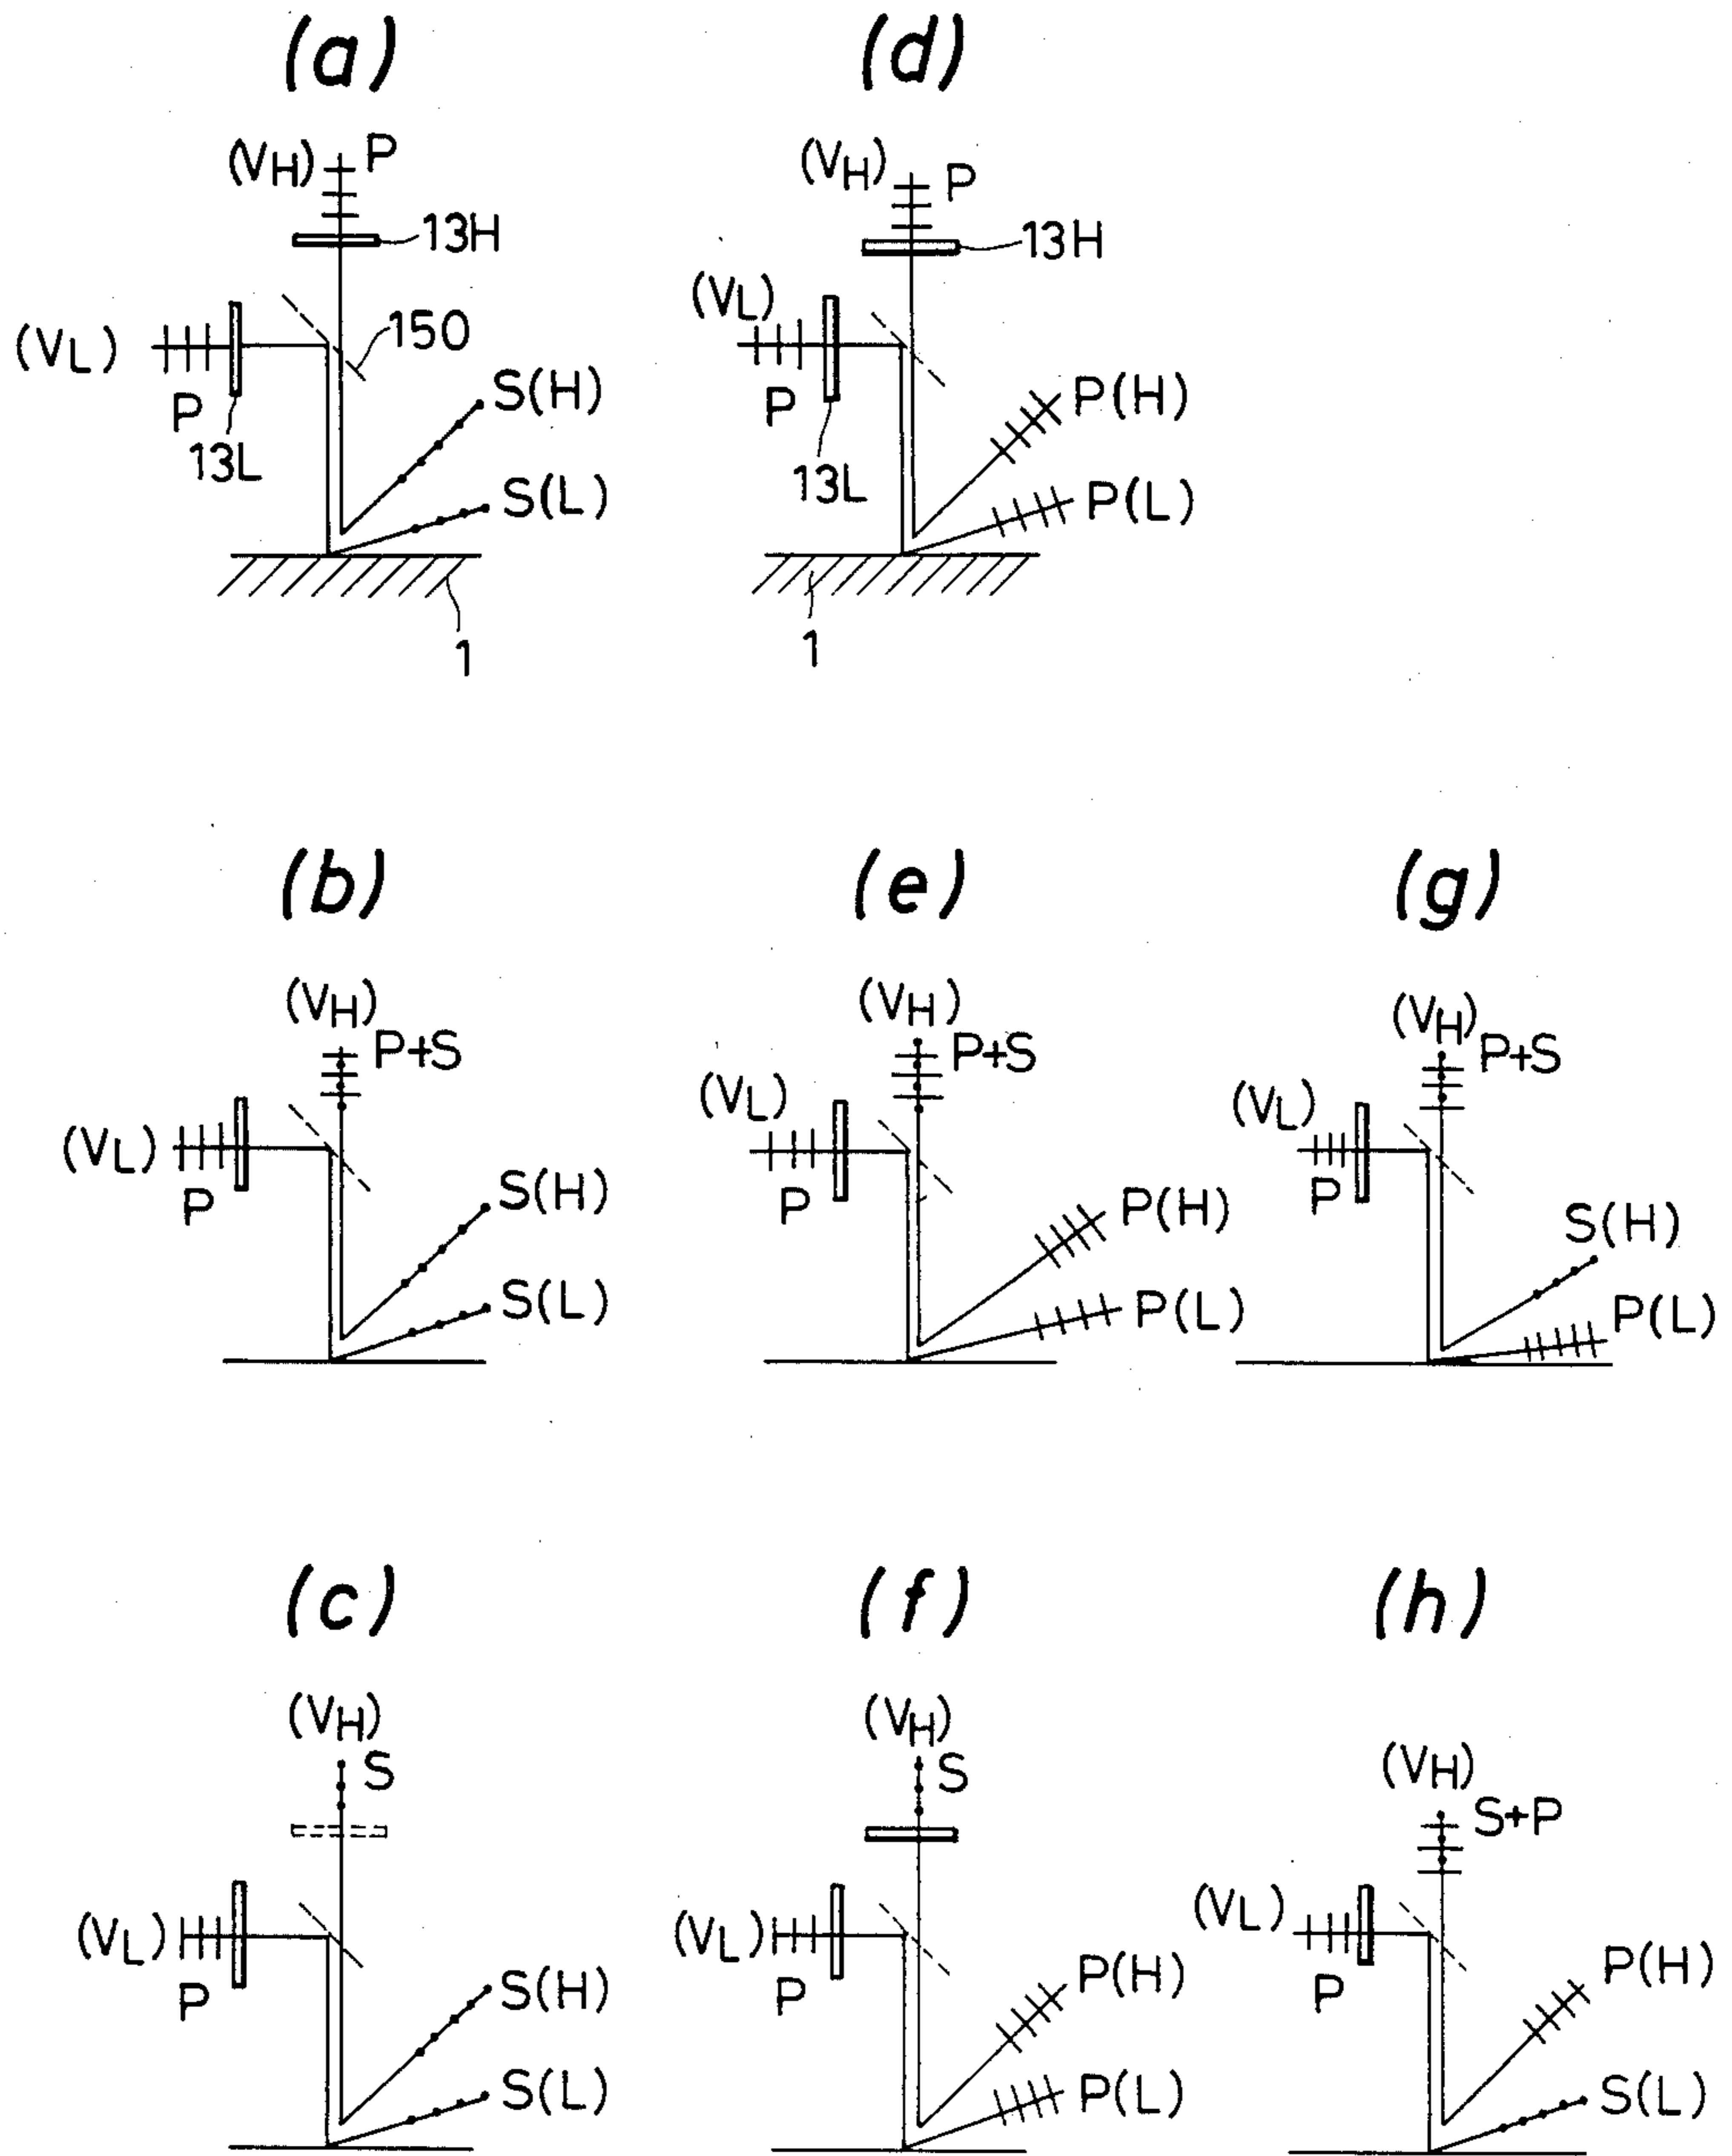 (a)
(VH) P
13H
(VL)
150
P
13L
S(H)
S(L)
1
(d)
(VH) P
13H
(VL)
P
13L
P(H)
P(L)
1
(b)
(VH)
P+S
(VL)
P
S(H)
S(L)
(e)
(VH)
P+S
(VL)
P
P(H)
P(L)
(g)
(VH)
P+S
(VL)
P
S(H)
P(L)
(c)
(VH)
S
(VL)
P
S(H)
S(L)
(f)
(VH)
S
(VL)
P
P(H)
P(L)
(h)
(VH)
S+P
(VL)
P
P(H)
S(L)